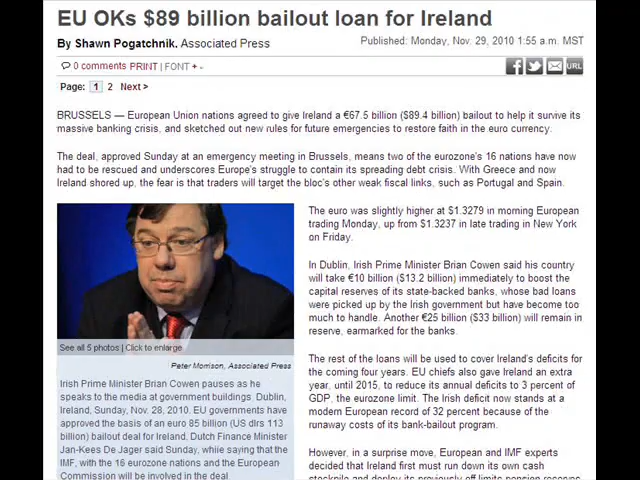 EU OKs $89 billion bailout loan for Ireland
By Shawn Pogatchnik, Associated Press
Published: Monday, Nov. 29, 2010 1:55 a.m. MST
0 comments PRINT | FONT + -
URL
Page: 1 2 Next >
BRUSSELS — European Union nations agreed to give Ireland a €67.5 billion ($89.4 billion) bailout to help it survive its
massive banking crisis, and sketched out new rules for future emergencies to restore faith in the euro currency.
The deal, approved Sunday at an emergency meeting in Brussels, means two of the eurozone's 16 nations have now
had to be rescued and underscores Europe's struggle to contain its spreading debt crisis. With Greece and now
Ireland shored up, the fear is that traders will target the bloc's other weak fiscal links, such as Portugal and Spain.
See all 5 photos | Click to enlarge
Peter Morrison, Associated Press
Irish Prime Minister Brian Cowen pauses as he
speaks to the media at government buildings, Dublin,
Ireland, Sunday, Nov. 28, 2010. EU governments have
approved the basis of an euro 85 billion (US dlrs 113
billion) bailout deal for Ireland. Dutch Finance Minister
Jan-Kees De Jager said Sunday, while saying that the
IMF, with the 16 eurozone nations and the European
Commission will be involved in the deal.
The euro was slightly higher at $1.3279 in morning European
trading Monday, up from $1.3237 in late trading in New York
on Friday.
In Dublin, Irish Prime Minister Brian Cowen said his country
will take €10 billion ($13.2 billion) immediately to boost the
capital reserves of its state-backed banks, whose bad loans
were picked up by the Irish government but have become too
much to handle. Another €25 billion ($33 billion) will remain in
reserve, earmarked for the banks.
The rest of the loans will be used to cover Ireland's deficits for
the coming four years. EU chiefs also gave Ireland an extra
year, until 2015, to reduce its annual deficits to 3 percent of
GDP, the eurozone limit. The Irish deficit now stands at a
modern European record of 32 percent because of the
runaway costs of its bank-bailout program.
However, in a surprise move, European and IMF experts
decided that Ireland first must run down its own cash
stockpile and deploy its previously off-limits pension reserves